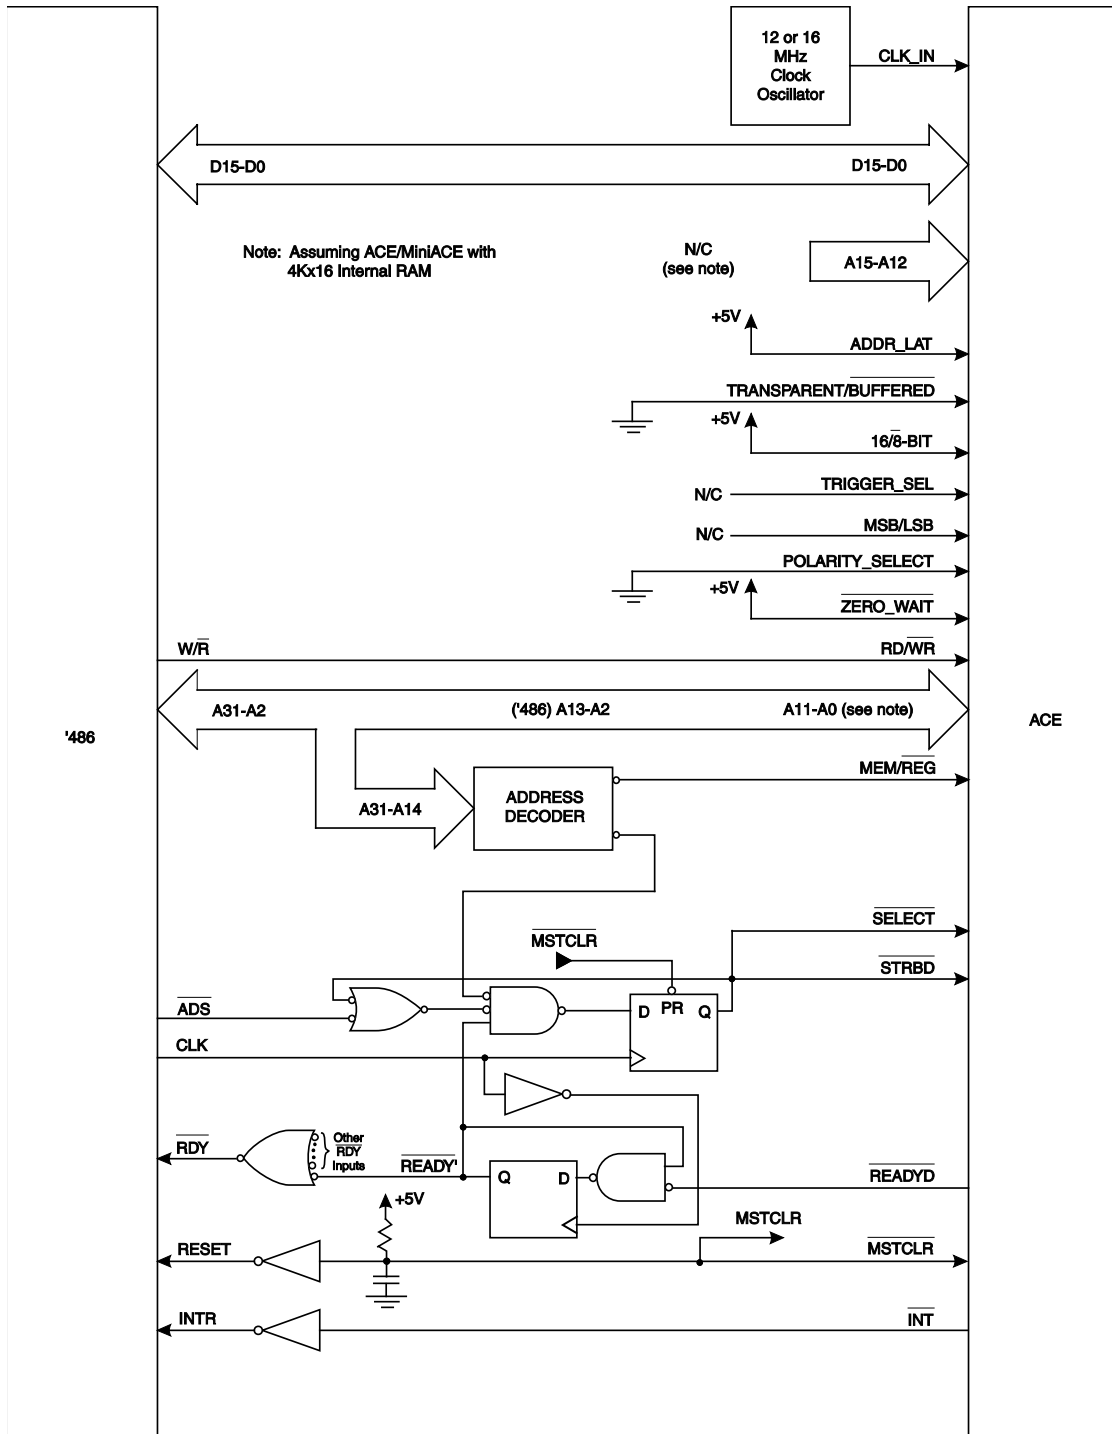 12 or 16
MHz
Clock
Oscillator
CLK_IN
D15-D0
D15-D0
Note: Assuming ACE/MiniACE with
4Kx16 Internal RAM
N/C
(see note)
A15-A12
+5V
ADDR_LAT
TRANSPARENT/BUFFERED
+5V
16/8-BIT
N/C
TRIGGER_SEL
N/C
MSB/LSB
POLARITY_SELECT
+5V
ZERO_WAIT
W/R
RD/WR
A31-A2
('486) A13-A2
A11-A0 (see note)
'486
ACE
MEM/REG
ADDRESS
DECODER
A31-A14
SELECT
MSTCLR
STRBD
ADS
D
PR
Q
CLK
RDY
Other
RDY
Inputs
READY'
Q
D
READYD
+5V
MSTCLR
RESET
MSTCLR
INTR
INT